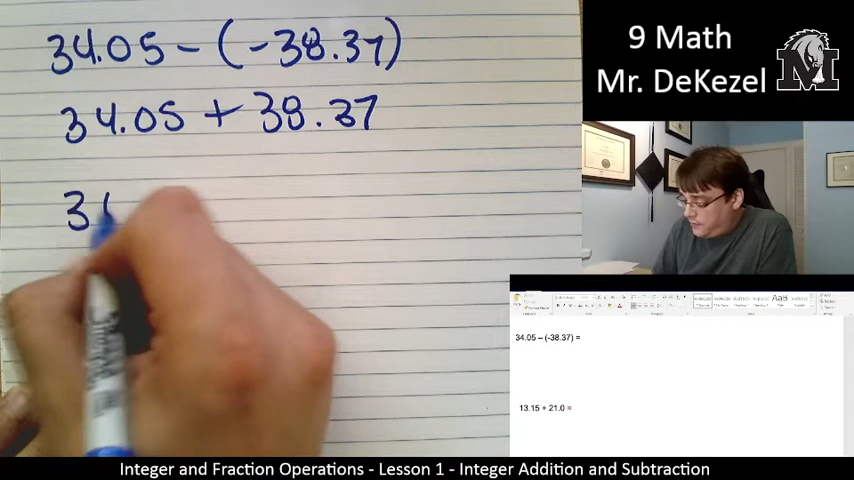 34.05 - (-38.37)
34.05 + 38.37
3
9 Math
Mr. DeKezel
M
34.05 – (-38.37) =
13.15 + 21.0 =
Integer and Fraction Operations - Lesson 1 - Integer Addition and Subtraction